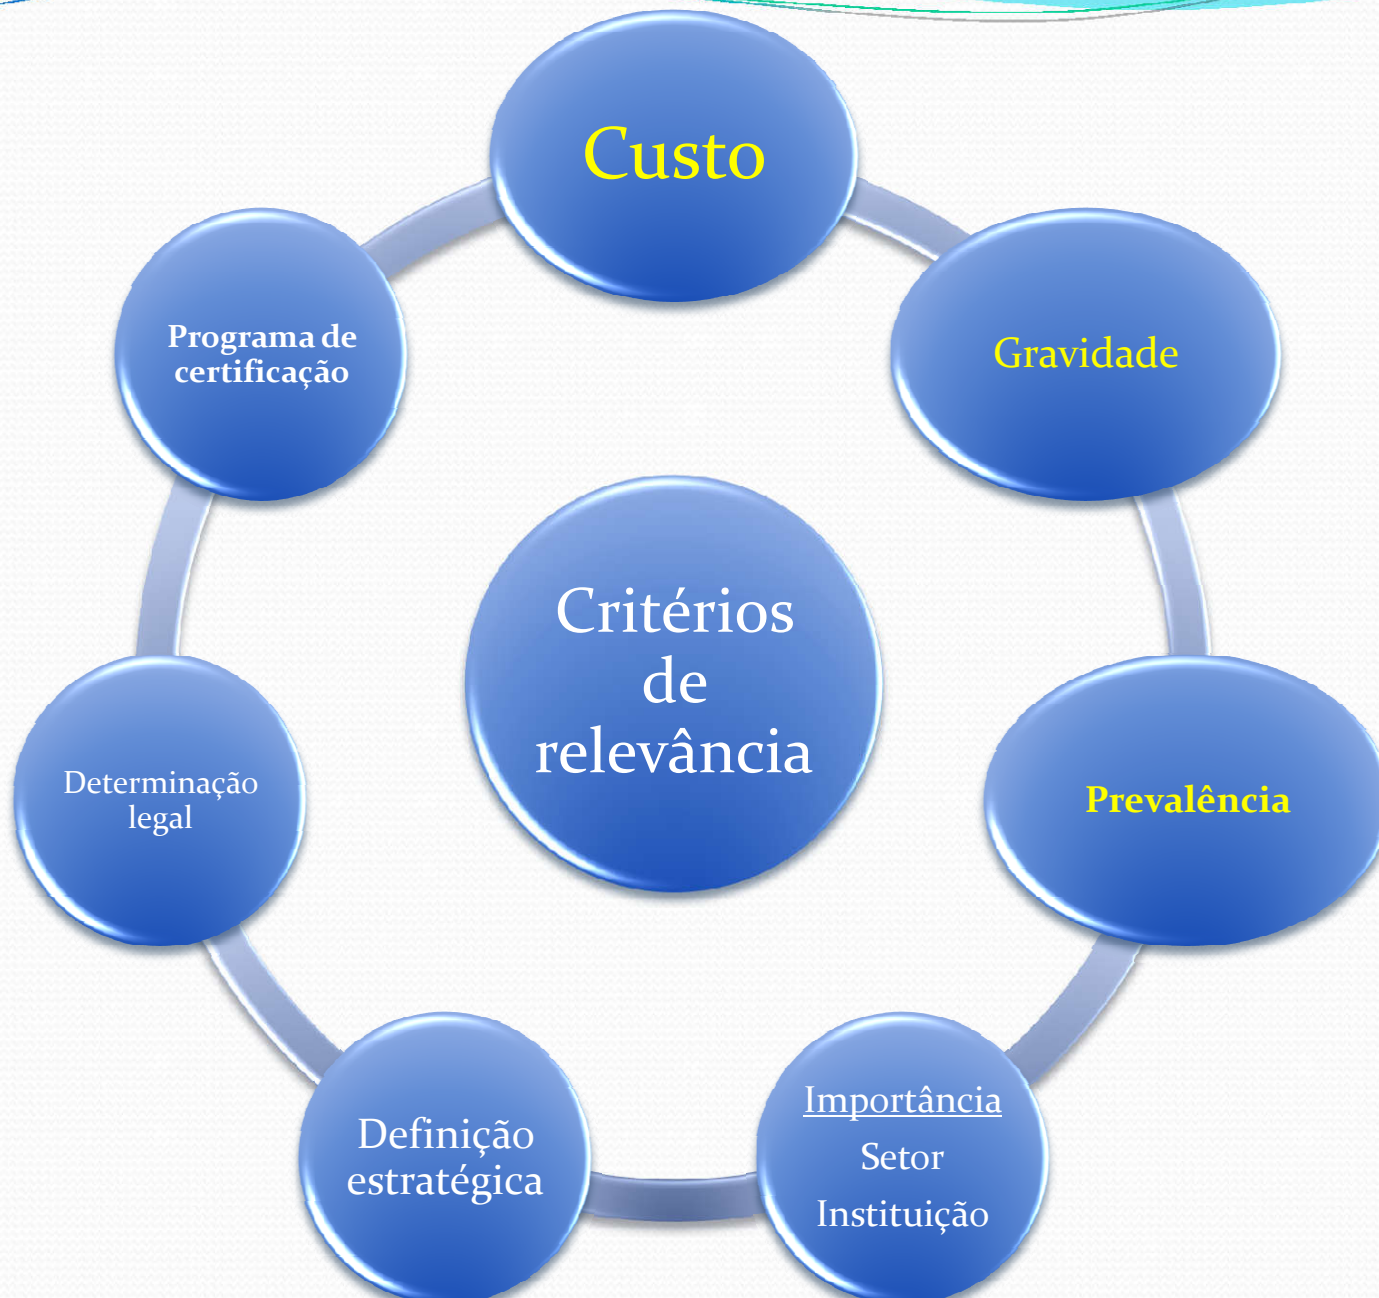 Custo
Gravidade
Prevalência
Importância
Setor
Instituição
Definição
estratégica
Determinação
legal
Programa de
certificação
Critérios
de
relevância